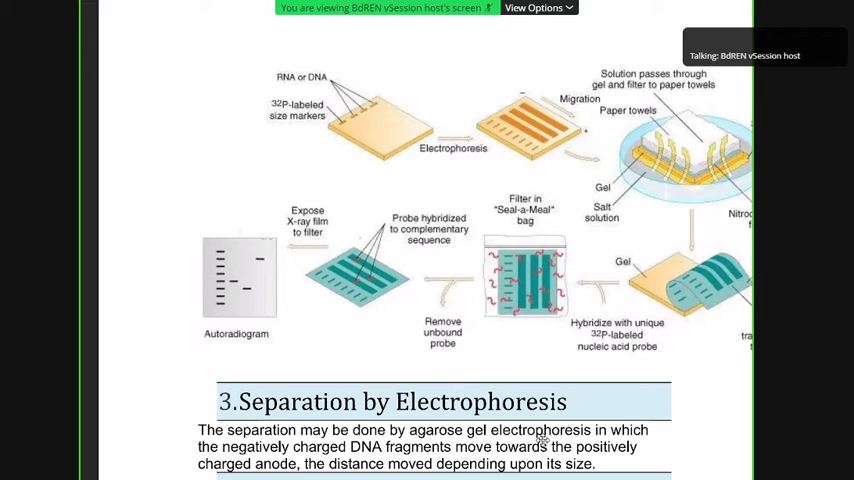 You are viewing BdREN vSession host's screen
View Options
Talking: BdREN vSession host
RNA or DNA
32P-labeled
size markers
Electrophoresis
Migration
Solution passes through
gel and filter to paper towels
Paper towels
Gel
Salt
solution
Nitroc
f
Expose
X-ray film
to filter
Probe hybridized
to complementary
sequence
Filter in
"Seal-a-Meal"
bag
Gel
Autoradiogram
Remove
unbound
probe
Hybridize with unique
32P-labeled
nucleic acid probe
tra
f
3.Separation by Electrophoresis
The separation may be done by agarose gel electrophoresis in which
the negatively charged DNA fragments move towards the positively
charged anode, the distance moved depending upon its size.